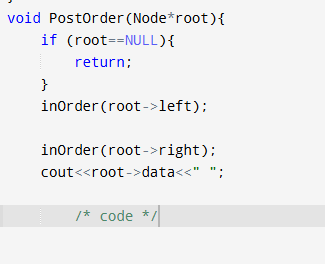 void PostOrder(Node*root){
if (root==NULL){
return;
}
inOrder(root->left);
inOrder(root->right);
cout<<root->data<<" ";
/* code */